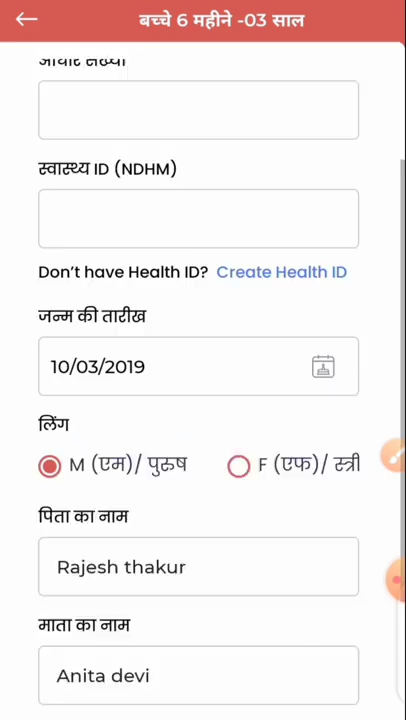 बच्चे 6 महीने -03 साल
आधार संख्या
स्वास्थ्य ID (NDHM)
Don't have Health ID? Create Health ID
जन्म की तारीख
10/03/2019
लिंग
M (एम)/ पुरुष F (एफ)/ स्त्री
पिता का नाम
Rajesh thakur
माता का नाम
Anita devi